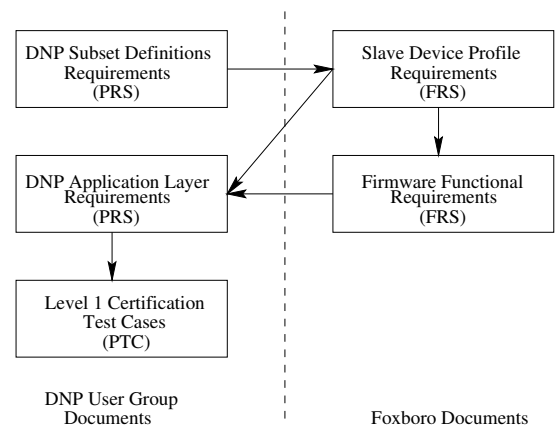 DNP Subset Definitions
Requirements
(PRS)
Slave Device Profile
Requirements
(FRS)
DNP Application Layer
Requirements
(PRS)
Firmware Functional
Requirements
(FRS)
Level 1 Certification
Test Cases
(PTC)
DNP User Group
Documents
Foxboro Documents